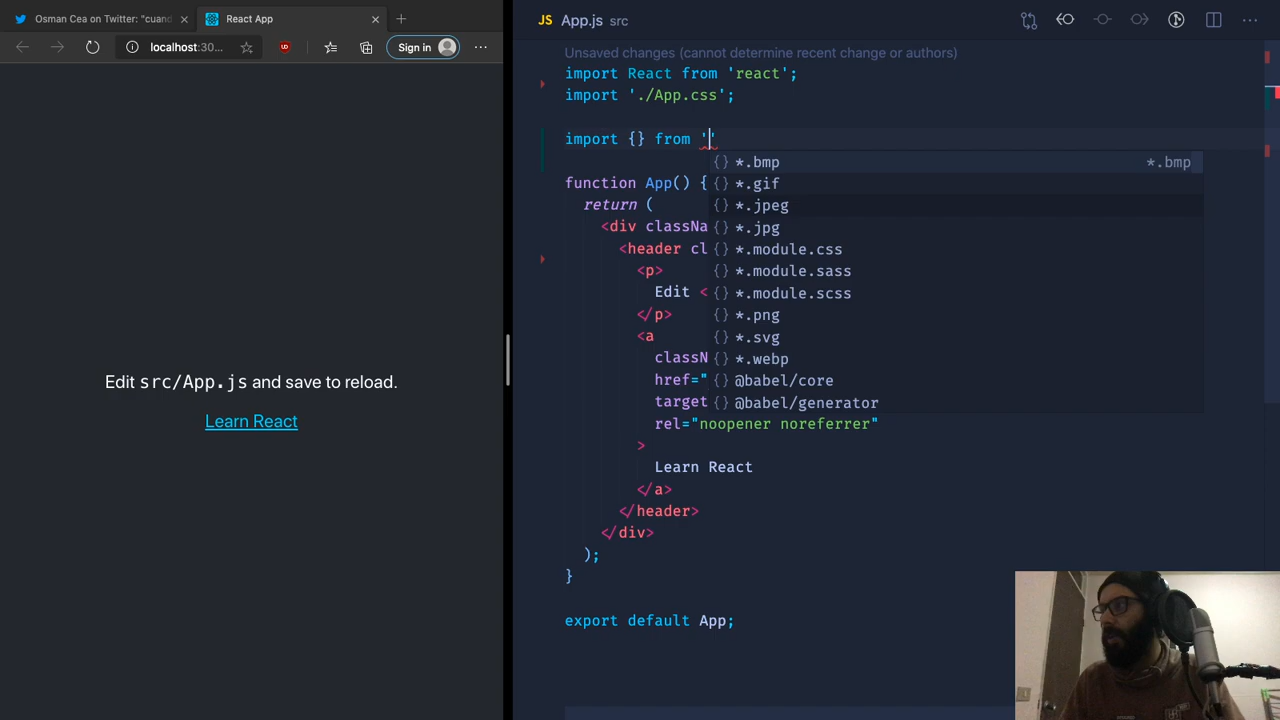 Osman Cea on Twitter: "cuand
React App
localhost:30...
Sign in
Edit src/App.js and save to reload.
Learn React
JS App.js src
Unsaved changes (cannot determine recent change or authors)
import React from 'react';
import './App.css';
import {} from ''
function App() {
return (
<div classNa
<header cl
<p>
Edit <
</p>
<a
classN
href="
target
rel="noopener noreferrer"
>
Learn React
</a>
</header>
</div>
);
}
export default App;
{} *.bmp *.bmp
{} *.gif
{} *.jpeg
{} *.jpg
{} *.module.css
{} *.module.sass
{} *.module.scss
{} *.png
{} *.svg
{} *.webp
{} @babel/core
{} @babel/generator